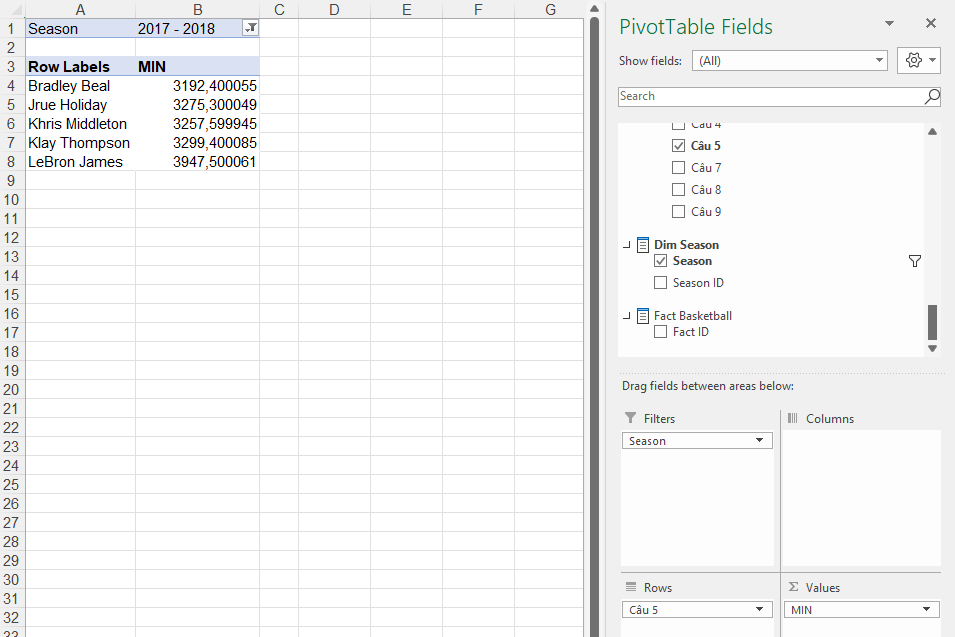 A B C D E F G
1 Season 2017 - 2018
2
3 Row Labels MIN
4 Bradley Beal 3192,400055
5 Jrue Holiday 3275,300049
6 Khris Middleton 3257,599945
7 Klay Thompson 3299,400085
8 LeBron James 3947,500061
9
10
11
12
13
14
15
16
17
18
19
20
21
22
23
24
25
26
27
28
29
30
31
32
33
PivotTable Fields
Show fields: (All)
Search
Câu 4
Câu 5
Câu 7
Câu 8
Câu 9
Dim Season
Season
Season ID
Fact Basketball
Fact ID
Drag fields between areas below:
Filters
Season
Columns
Rows
Câu 5
Σ Values
MIN